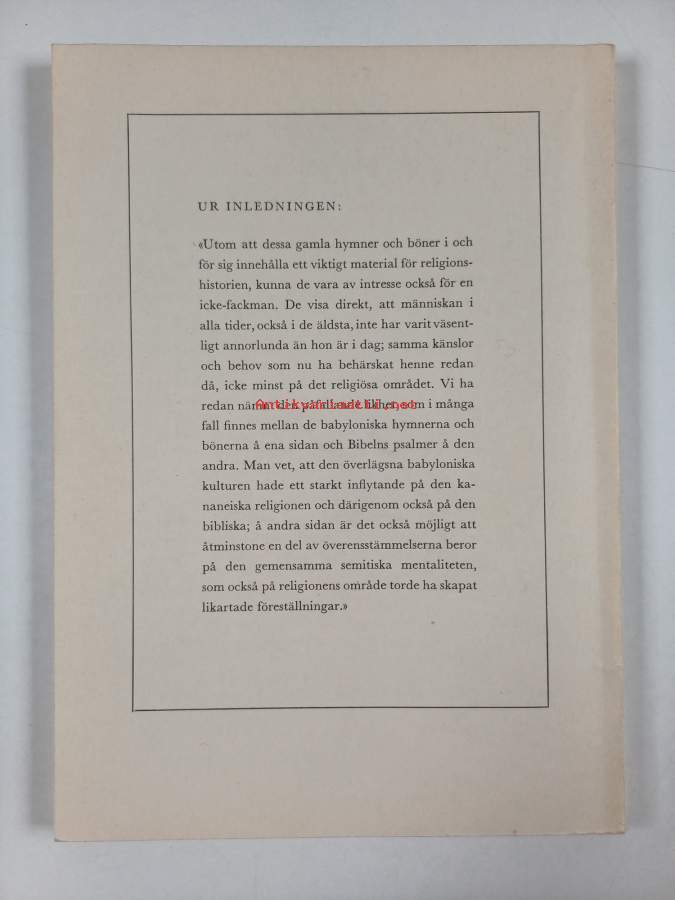 UR INLEDNINGEN:
«Utom att dessa gamla hymner och böner i och
för sig innehålla ett viktigt material för religions-
historien, kunna de vara av intresse också för en
icke-fackman. De visa direkt, att människan i
alla tider, också i de äldsta, inte har varit väsent-
ligt annorlunda än hon är i dag; samma känslor
och behov som nu ha behärskat henne redan
då, icke minst på det religiösa området. Vi ha
redan nämnt den påfallande likhet, som i många
fall finnes mellan de babyloniska hymnerna och
bönerna å ena sidan och Bibelns psalmer å den
andra. Man vet, att den överlägsna babyloniska
kulturen hade ett starkt inflytande på den ka-
naneiska religionen och därigenom också på den
bibliska; å andra sidan är det också möjligt att
åtminstone en del av överensstämmelserna beror
på den gemensamma semitiska mentaliteten,
som också på religionens område torde ha skapat
likartade föreställningar.»